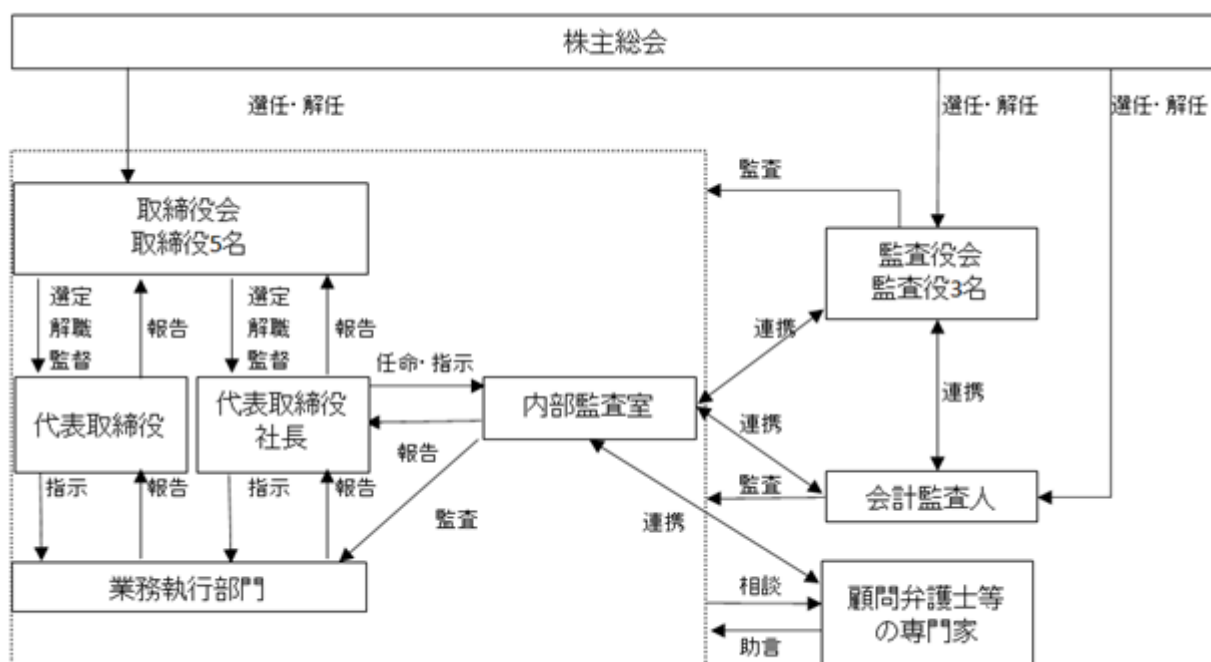 株主総会
選任・解任
選任・解任
選任・解任
監査
取締役会
取締役5名
監査役会
監査役3名
選定
解職
監督
報告
選定
解職
監督
報告
連携
任命・指示
代表取締役
代表取締役
社長
内部監査室
連携
連携
報告
指示
報告
指示
報告
監査
会計監査人
監査
連携
業務執行部門
相談
顧問弁護士等
の専門家
助言